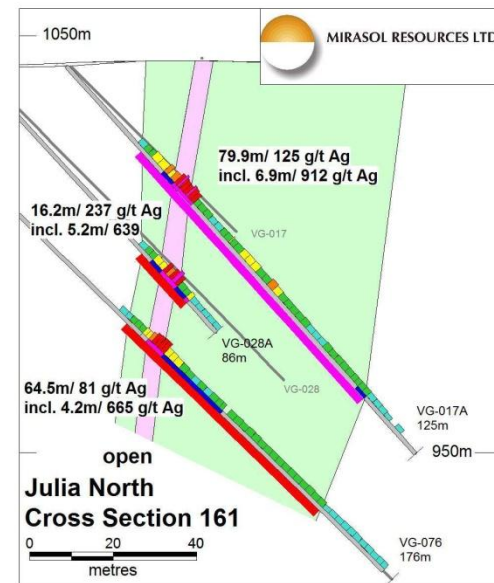 1050m
MIRASOL RESOURCES LTD
79.9m/ 125 g/t Ag
incl. 6.9m/ 912 g/t Ag
16.2m/ 237 g/t Ag
incl. 5.2m/ 639
VG-017
VG-028A
86m
VG-028
64.5m/ 81 g/t Ag
incl. 4.2m/ 665 g/t Ag
VG-017A
125m
950m
open
Julia North
Cross Section 161
0 20 40
metres
VG-076
176m